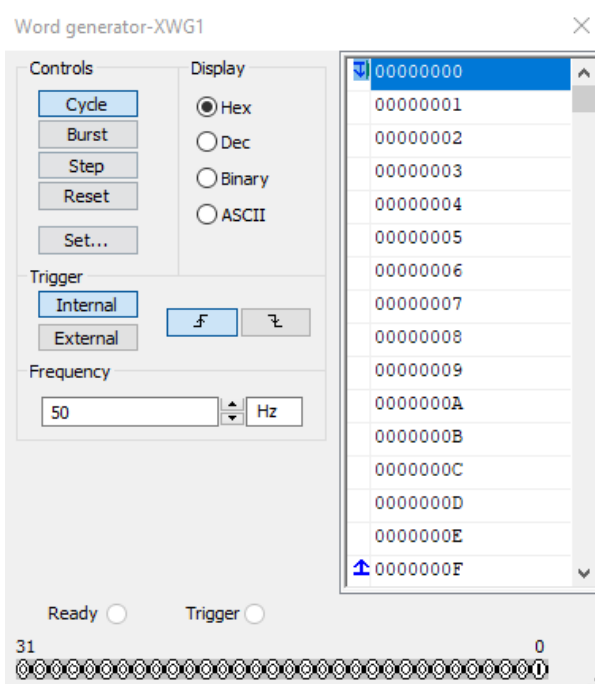 Word generator-XWG1
Controls
Cycle
Burst
Step
Reset
Set...
Display
Hex
Dec
Binary
ASCII
Trigger
Internal
External
Frequency
50
Hz
00000000
00000001
00000002
00000003
00000004
00000005
00000006
00000007
00000008
00000009
0000000A
0000000B
0000000C
0000000D
0000000E
0000000F
Ready
Trigger
31
0